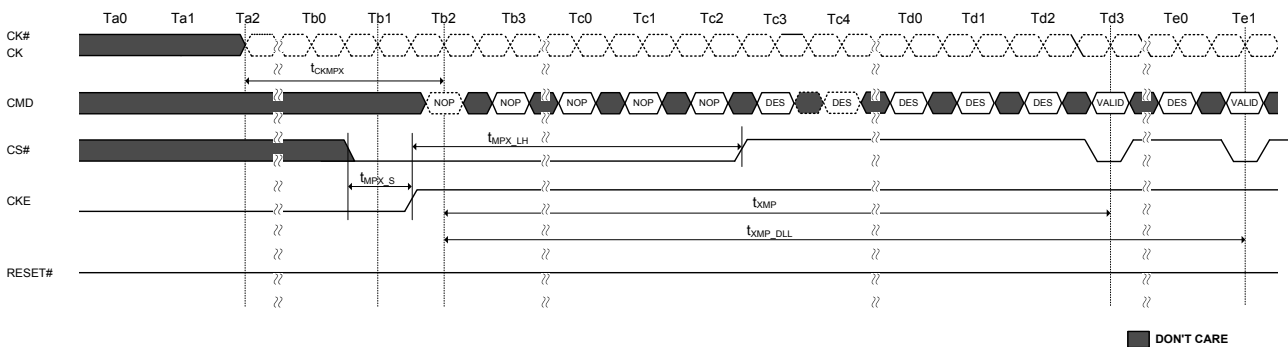 Ta0 Ta1 Ta2 Tb0 Tb1 Tb2 Tb3 Tc0 Tc1 Tc2 Tc3 Tc4 Td0 Td1 Td2 Td3 Te0 Te1
CK#
CK
tCKMPX
CMD NOP NOP NOP NOP NOP DES DES DES DES DES VALID DES VALID
tMPX_LH
CS#
tMPX_S
CKE
tXMP
tXMP_DLL
RESET#
DON'T CARE